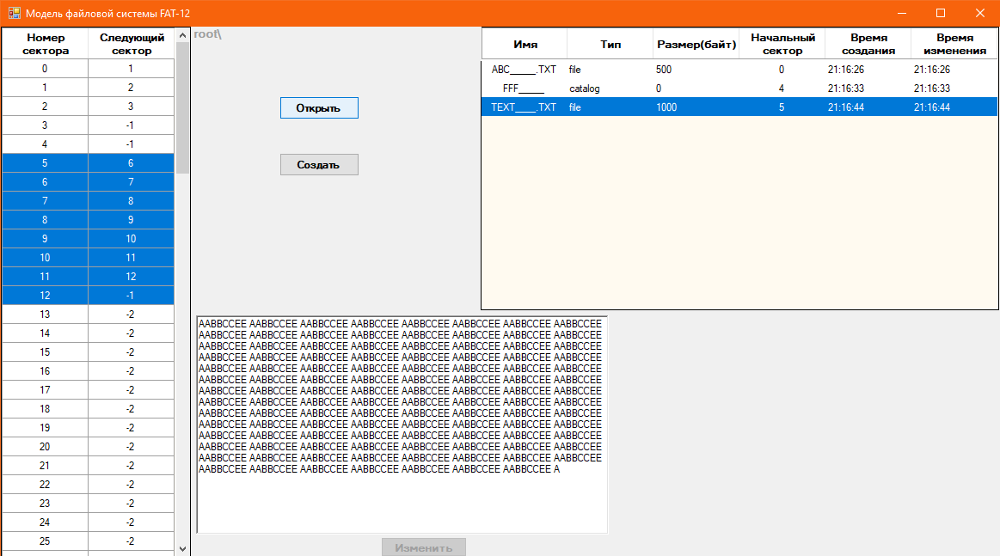 Модель файловой системы FAT-12
Номер сектора Следующий сектор
0 1
1 2
2 3
3 -1
4 -1
5 6
6 7
7 8
8 9
9 10
10 11
11 12
12 -1
13 -2
14 -2
15 -2
16 -2
17 -2
18 -2
19 -2
20 -2
21 -2
22 -2
23 -2
24 -2
25 -2
root\
Открыть
Создать
Имя Тип Размер(байт) Начальный сектор Время создания Время изменения
ABC_____.TXT file 500 0 21:16:26 21:16:26
FFF_____ catalog 0 4 21:16:33 21:16:33
TEXT____.TXT file 1000 5 21:16:44 21:16:44
AABBCCEE AABBCCEE AABBCCEE AABBCCEE AABBCCEE AABBCCEE AABBCCEE AABBCCEE
AABBCCEE AABBCCEE AABBCCEE AABBCCEE AABBCCEE AABBCCEE AABBCCEE AABBCCEE
AABBCCEE AABBCCEE AABBCCEE AABBCCEE AABBCCEE AABBCCEE AABBCCEE AABBCCEE
AABBCCEE AABBCCEE AABBCCEE AABBCCEE AABBCCEE AABBCCEE AABBCCEE AABBCCEE
AABBCCEE AABBCCEE AABBCCEE AABBCCEE AABBCCEE AABBCCEE AABBCCEE AABBCCEE
AABBCCEE AABBCCEE AABBCCEE AABBCCEE AABBCCEE AABBCCEE AABBCCEE AABBCCEE
AABBCCEE AABBCCEE AABBCCEE AABBCCEE AABBCCEE AABBCCEE AABBCCEE AABBCCEE
AABBCCEE AABBCCEE AABBCCEE AABBCCEE AABBCCEE AABBCCEE AABBCCEE AABBCCEE
AABBCCEE AABBCCEE AABBCCEE AABBCCEE AABBCCEE AABBCCEE AABBCCEE AABBCCEE
AABBCCEE AABBCCEE AABBCCEE AABBCCEE AABBCCEE AABBCCEE AABBCCEE AABBCCEE
AABBCCEE AABBCCEE AABBCCEE AABBCCEE AABBCCEE AABBCCEE AABBCCEE AABBCCEE
AABBCCEE AABBCCEE AABBCCEE AABBCCEE AABBCCEE AABBCCEE AABBCCEE AABBCCEE
AABBCCEE AABBCCEE AABBCCEE AABBCCEE AABBCCEE AABBCCEE AABBCCEE AABBCCEE
AABBCCEE AABBCCEE AABBCCEE AABBCCEE AABBCCEE AABBCCEE AABBCCEE A
Изменить